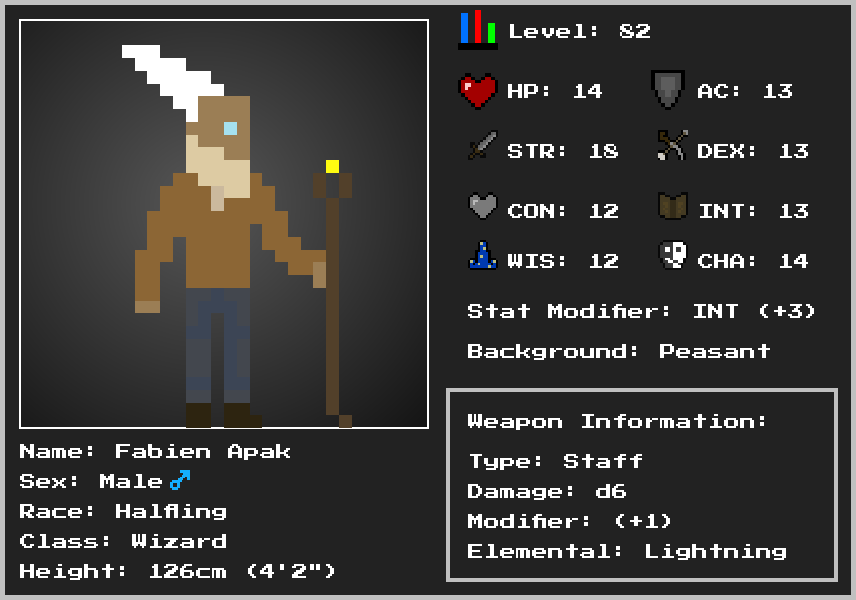 Level: 82
HP: 14
AC: 13
STR: 18
DEX: 13
CON: 12
INT: 13
WIS: 12
CHA: 14
Stat Modifier: INT (+3)
Background: Peasant
Name: Fabien Apak
Sex: Male♂
Race: Halfling
Class: Wizard
Height: 126cm (4'2")
Weapon Information:
Type: Staff
Damage: d6
Modifier: (+1)
Elemental: Lightning